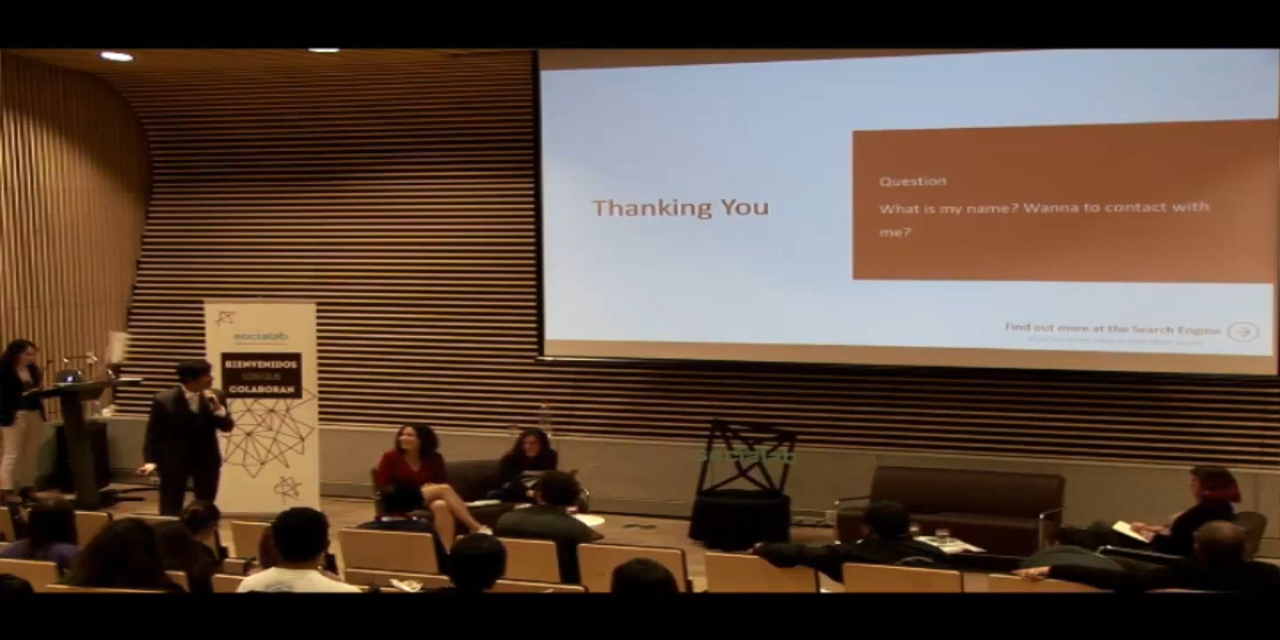 Thanking You
Question
What is my name? Wanna to contact with
me?
Find out more at the Search Engine
socialab
BIENVENIDOS
COLABORAN
socialab